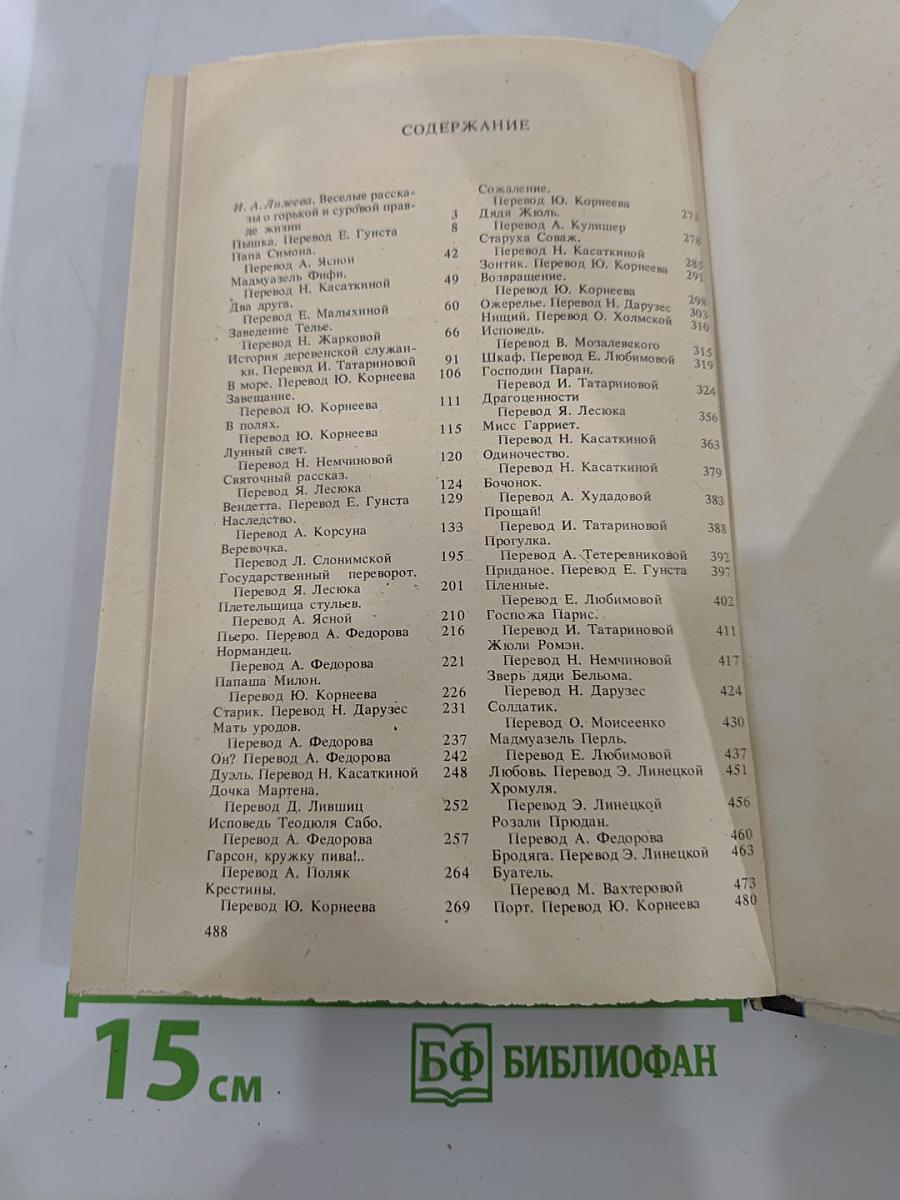 СОДЕРЖАНИЕ
И. А. Лилеева. Веселые расска-
зы о горькой и суровой прав-
де жизни 3
Пышка. Перевод Е. Гунста 8
Папа Симона.
Перевод А. Ясной 42
Мадмуазель Фифи.
Перевод Н. Касаткиной 49
Два друга.
Перевод Е. Малыхиной 60
Заведение Телье.
Перевод Н. Жарковой 66
История деревенской служан-
ки. Перевод И. Татариновой 91
В море. Перевод Ю. Корнеева 106
Завещание.
Перевод Ю. Корнеева 111
В полях.
Перевод Ю. Корнеева 115
Лунный свет.
Перевод Н. Немчиновой 120
Святочный рассказ.
Перевод Я. Лесюка 124
Вендетта. Перевод Е. Гунста 129
Наследство.
Перевод А. Корсуна 133
Веревочка.
Перевод Л. Слонимской 195
Государственный переворот.
Перевод Я. Лесюка 201
Плетельщица стульев.
Перевод А. Ясной 210
Пьеро. Перевод А. Федорова 216
Нормандец.
Перевод А. Федорова 221
Папаша Милон.
Перевод Ю. Корнеева 226
Старик. Перевод Н. Дарузес 231
Мать уродов.
Перевод А. Федорова 237
Он? Перевод А. Федорова 242
Дуэль. Перевод Н. Касаткиной 248
Дочка Мартена.
Перевод Д. Лившиц 252
Исповедь Теодюля Сабо.
Перевод А. Федорова 257
Гарсон, кружку пива!..
Перевод А. Поляк 264
Крестины.
Перевод Ю. Корнеева 269
488
Сожаление.
Перевод Ю. Корнеева
Дядя Жюль.
Перевод А. Кулишер 278
Старуха Соваж.
Перевод Н. Касаткиной 285
Зонтик. Перевод Ю. Корнеева 291
Возвращение.
Перевод Ю. Корнеева 298
Ожерелье. Перевод Н. Дарузес 303
Нищий. Перевод О. Холмской 310
Исповедь.
Перевод В. Мозалевского 315
Шкаф. Перевод Е. Любимовой 319
Господин Паран.
Перевод И. Татариновой 324
Драгоценности
Перевод Я. Лесюка 356
Мисс Гарриет.
Перевод Н. Касаткиной 363
Одиночество.
Перевод Н. Касаткиной 379
Бочонок.
Перевод А. Худадовой 383
Прощай!
Перевод И. Татариновой 388
Прогулка.
Перевод А. Тетеревниковой 392
Приданое. Перевод Е. Гунста 397
Пленные.
Перевод Е. Любимовой 402
Госпожа Парис.
Перевод И. Татариновой 411
Жюли Ромэн.
Перевод Н. Немчиновой 417
Зверь дяди Бельома.
Перевод Н. Дарузес 424
Солдатик.
Перевод О. Моисеенко 430
Мадмуазель Перль.
Перевод Е. Любимовой 437
Любовь. Перевод Э. Линецкой 451
Хромуля.
Перевод Э. Линецкой 456
Розали Прюдан.
Перевод А. Федорова 460
Бродяга. Перевод Э. Линецкой 463
Буатель.
Перевод М. Вахтеровой 473
Порт. Перевод Ю. Корнеева 480
15 см
БФ БИБЛИОФАН